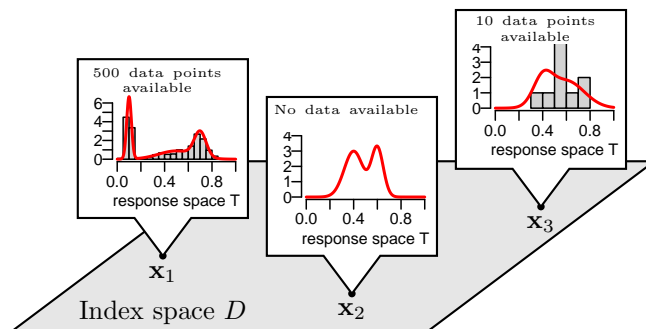 500 data points
available
6
4
2
0
0.0 0.4 0.8
response space T
x1
No data available
4
3
2
1
0
0.0 0.4 0.8
response space T
x2
10 data points
available
4
3
2
1
0
0.0 0.4 0.8
response space T
x3
Index space D